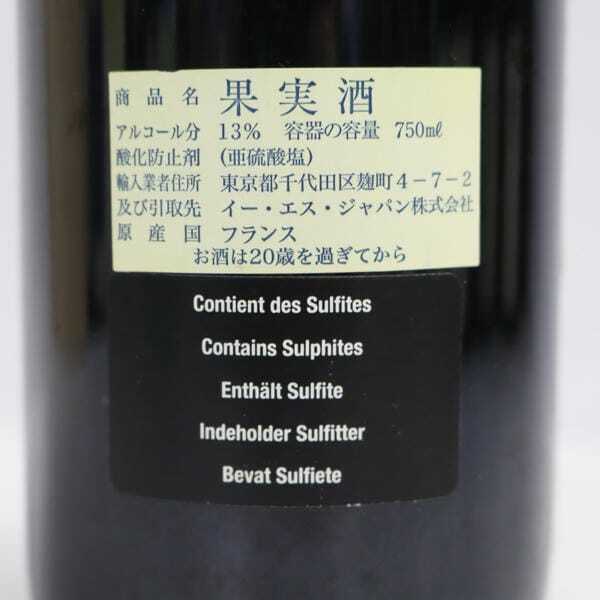 商品名 果実酒
アルコール分 13% 容器の容量 750㎖
酸化防止剤 (亜硫酸塩)
輸入業者住所 東京都千代田区麹町4-7-2
及び引取先 イー・エス・ジャパン株式会社
原産国 フランス
お酒は20歳を過ぎてから
Contient des Sulfites
Contains Sulphites
Enthält Sulfite
Indeholder Sulfitter
Bevat Sulfiete